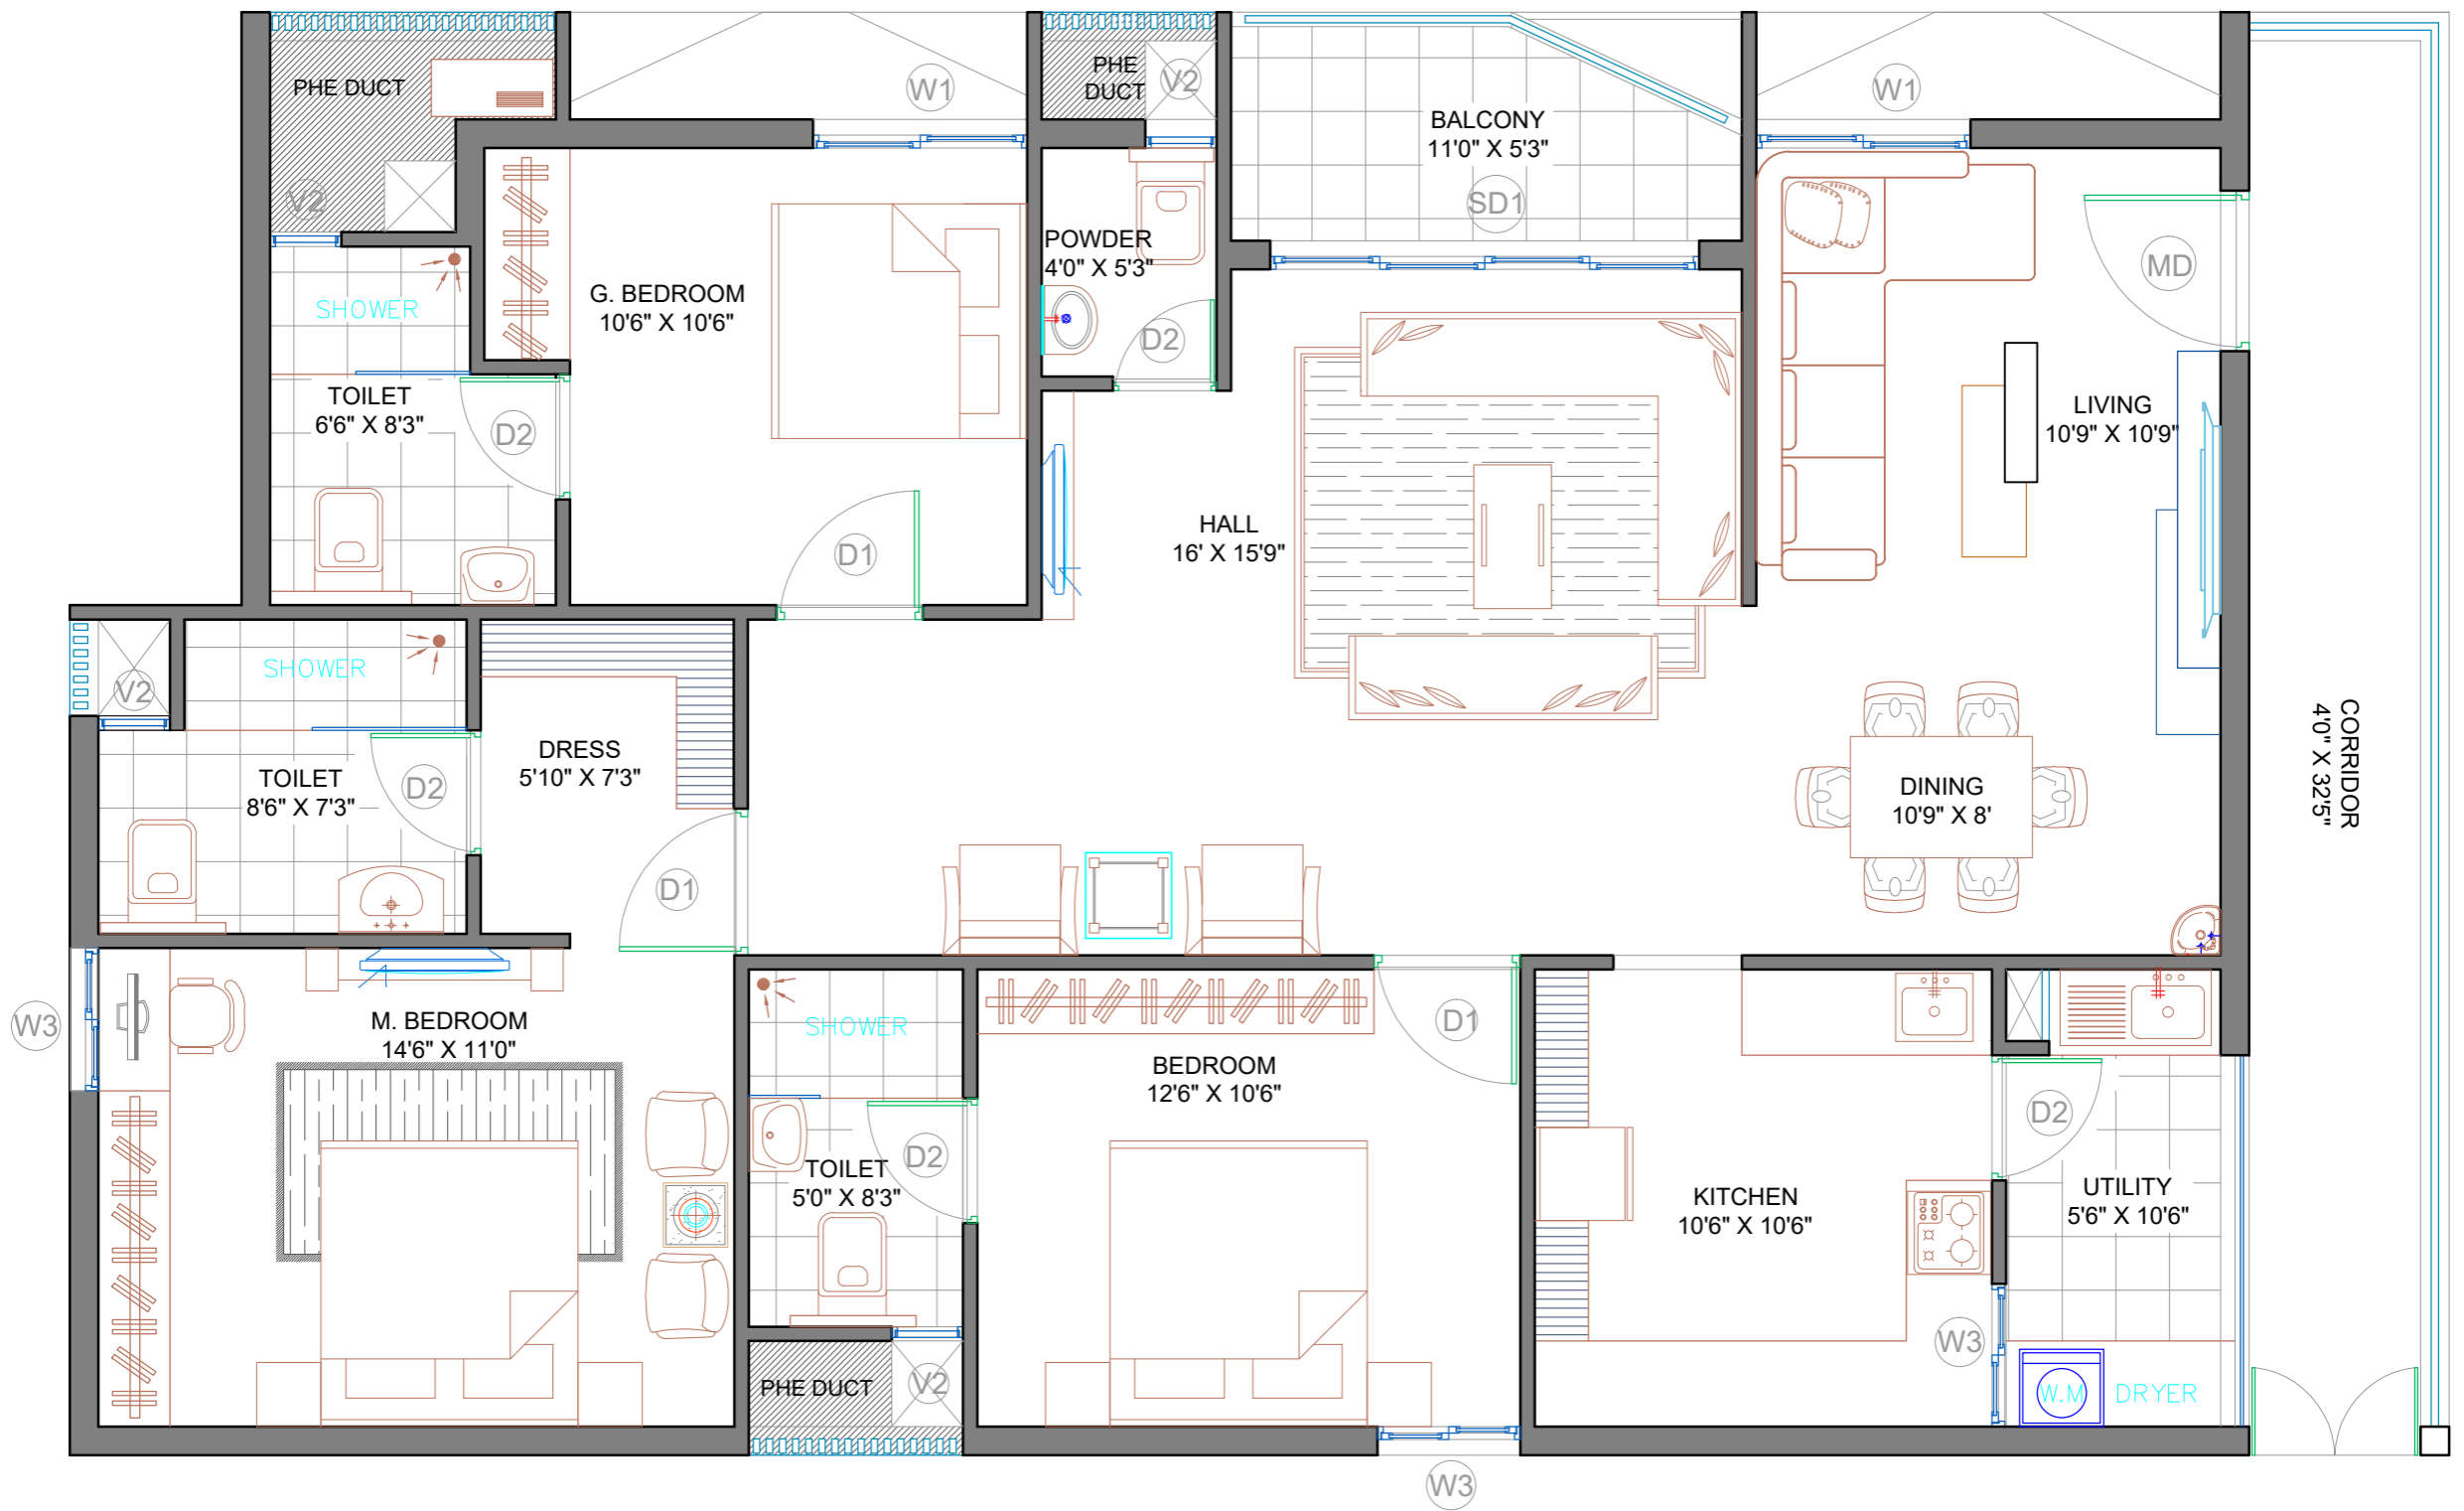 PHE DUCT
V2
W1
PHE
DUCT
V2
BALCONY
11'0" X 5'3"
SD1
W1
MD
SHOWER
TOILET
6'6" X 8'3"
D2
G. BEDROOM
10'6" X 10'6"
D1
POWDER
4'0" X 5'3"
D2
HALL
16' X 15'9"
LIVING
10'9" X 10'9"
V2
SHOWER
TOILET
8'6" X 7'3"
D2
DRESS
5'10" X 7'3"
D1
DINING
10'9" X 8'
CORRIDOR
4'0" X 32'5"
W3
M. BEDROOM
14'6" X 11'0"
SHOWER
TOILET
5'0" X 8'3"
D2
PHE DUCT
V2
BEDROOM
12'6" X 10'6"
D1
W3
KITCHEN
10'6" X 10'6"
W3
D2
UTILITY
5'6" X 10'6"
W.M
DRYER